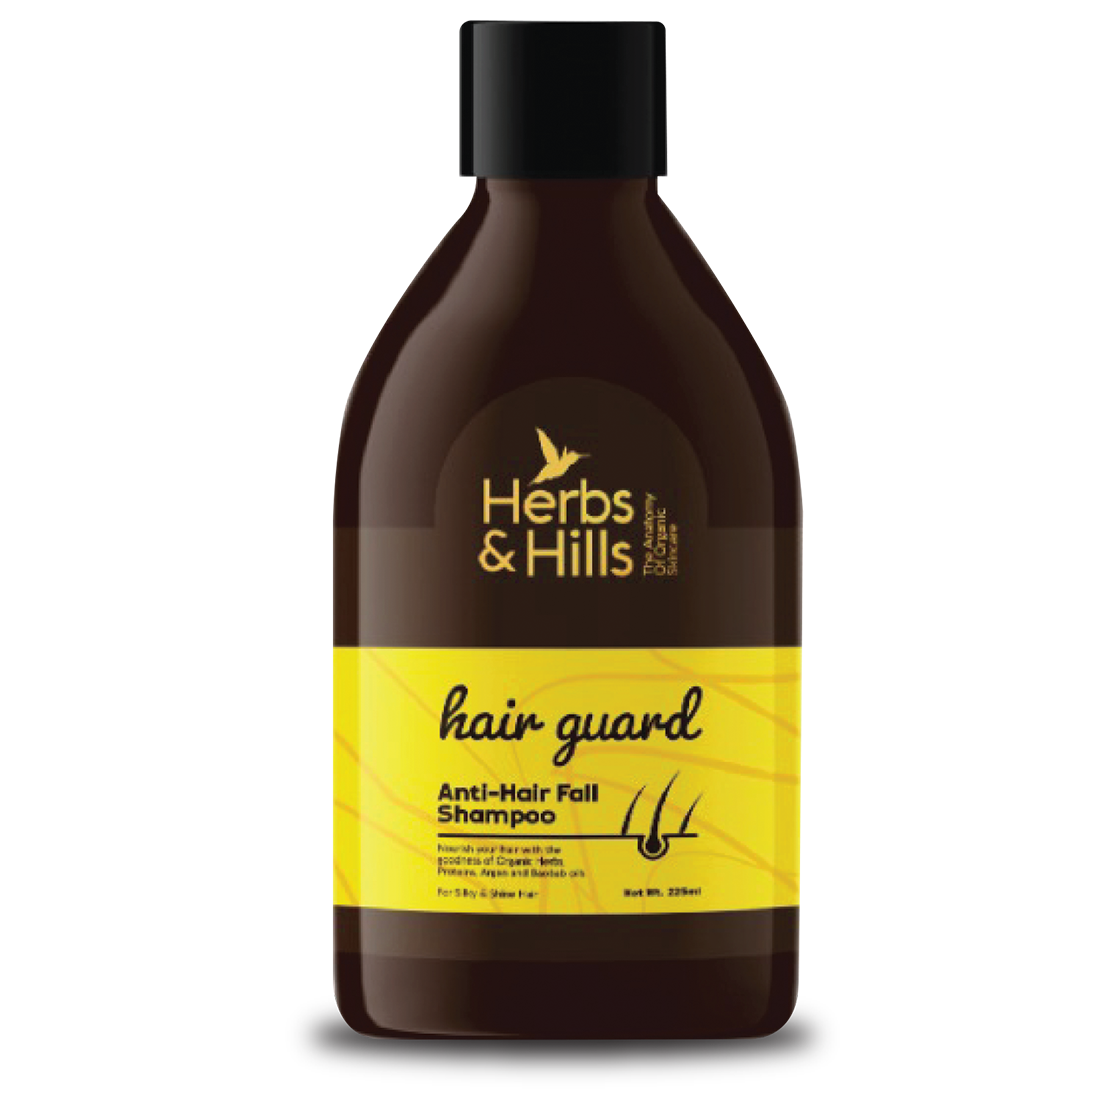 Herbs
& Hills
The Anatomy
Of Organic
Skincare
hair guard
Anti-Hair Fall
Shampoo
Nourish your hair with the
goodness of Organic Herbs,
Proteins, Argan and Baobab oils
For Silky & Shine Hair
Net Wt. 225ml